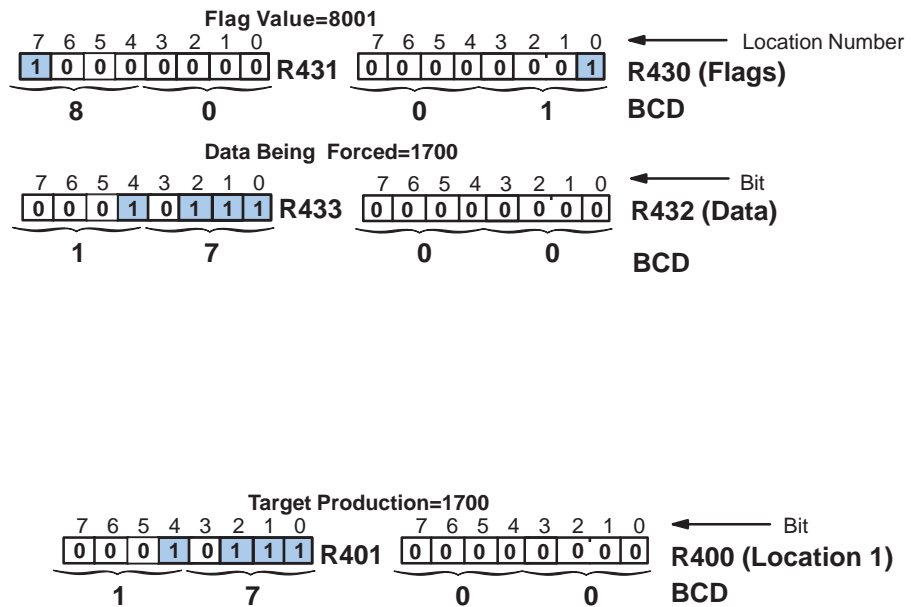 Flag Value=8001
7 6 5 4 3 2 1 0 7 6 5 4 3 2 1 0 Location Number
1 0 0 0 0 0 0 0 R431 0 0 0 0 0 0 0 1 R430 (Flags)
8 0 0 1 BCD
Data Being Forced=1700
7 6 5 4 3 2 1 0 7 6 5 4 3 2 1 0 Bit
0 0 0 1 0 1 1 1 R433 0 0 0 0 0 0 0 0 R432 (Data)
1 7 0 0 BCD
Target Production=1700
7 6 5 4 3 2 1 0 7 6 5 4 3 2 1 0 Bit
0 0 0 1 0 1 1 1 R401 0 0 0 0 0 0 0 0 R400 (Location 1)
1 7 0 0 BCD